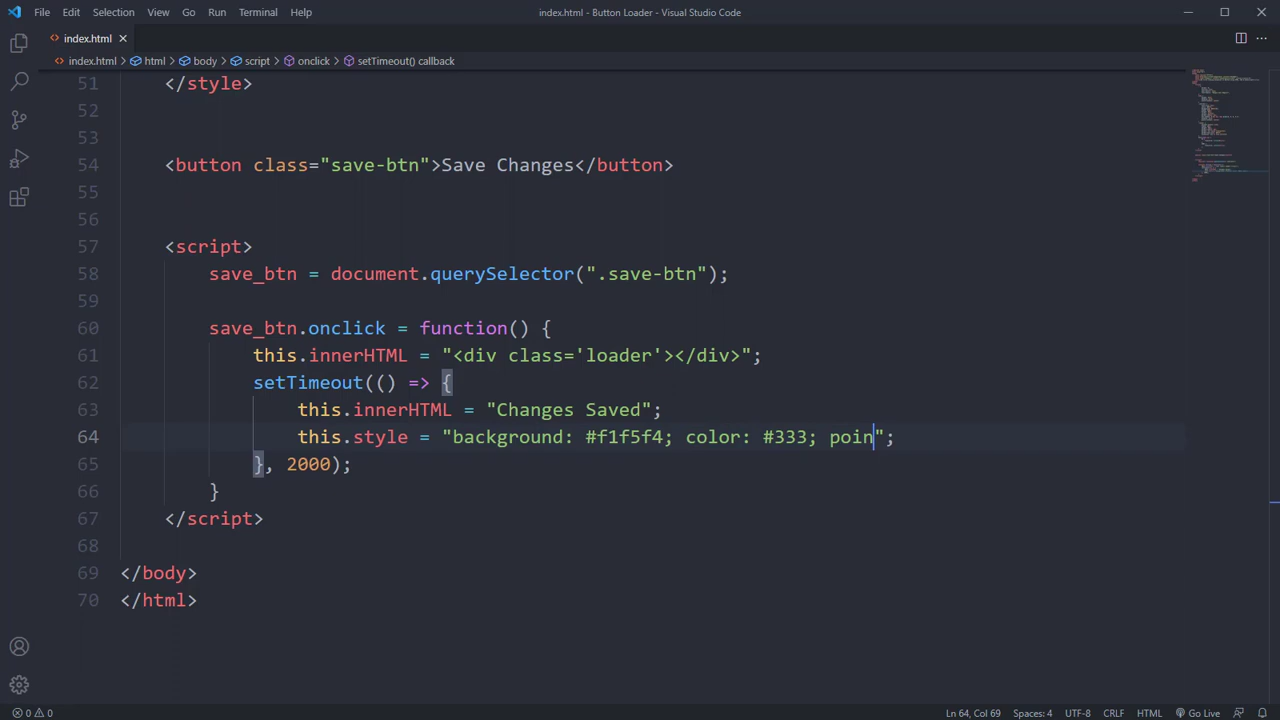 File Edit Selection View Go Run Terminal Help
index.html - Button Loader - Visual Studio Code
index.html
index.html > html > body > script > onclick > setTimeout() callback
51 </style>
52
53
54 <button class="save-btn">Save Changes</button>
55
56
57 <script>
58 save_btn = document.querySelector(".save-btn");
59
60 save_btn.onclick = function() {
61 this.innerHTML = "<div class='loader'></div>";
62 setTimeout(() => {
63 this.innerHTML = "Changes Saved";
64 this.style = "background: #f1f5f4; color: #333; poin";
65 }, 2000);
66 }
67 </script>
68
69 </body>
70 </html>
0 0 Ln 64, Col 69 Spaces: 4 UTF-8 CRLF HTML Go Live